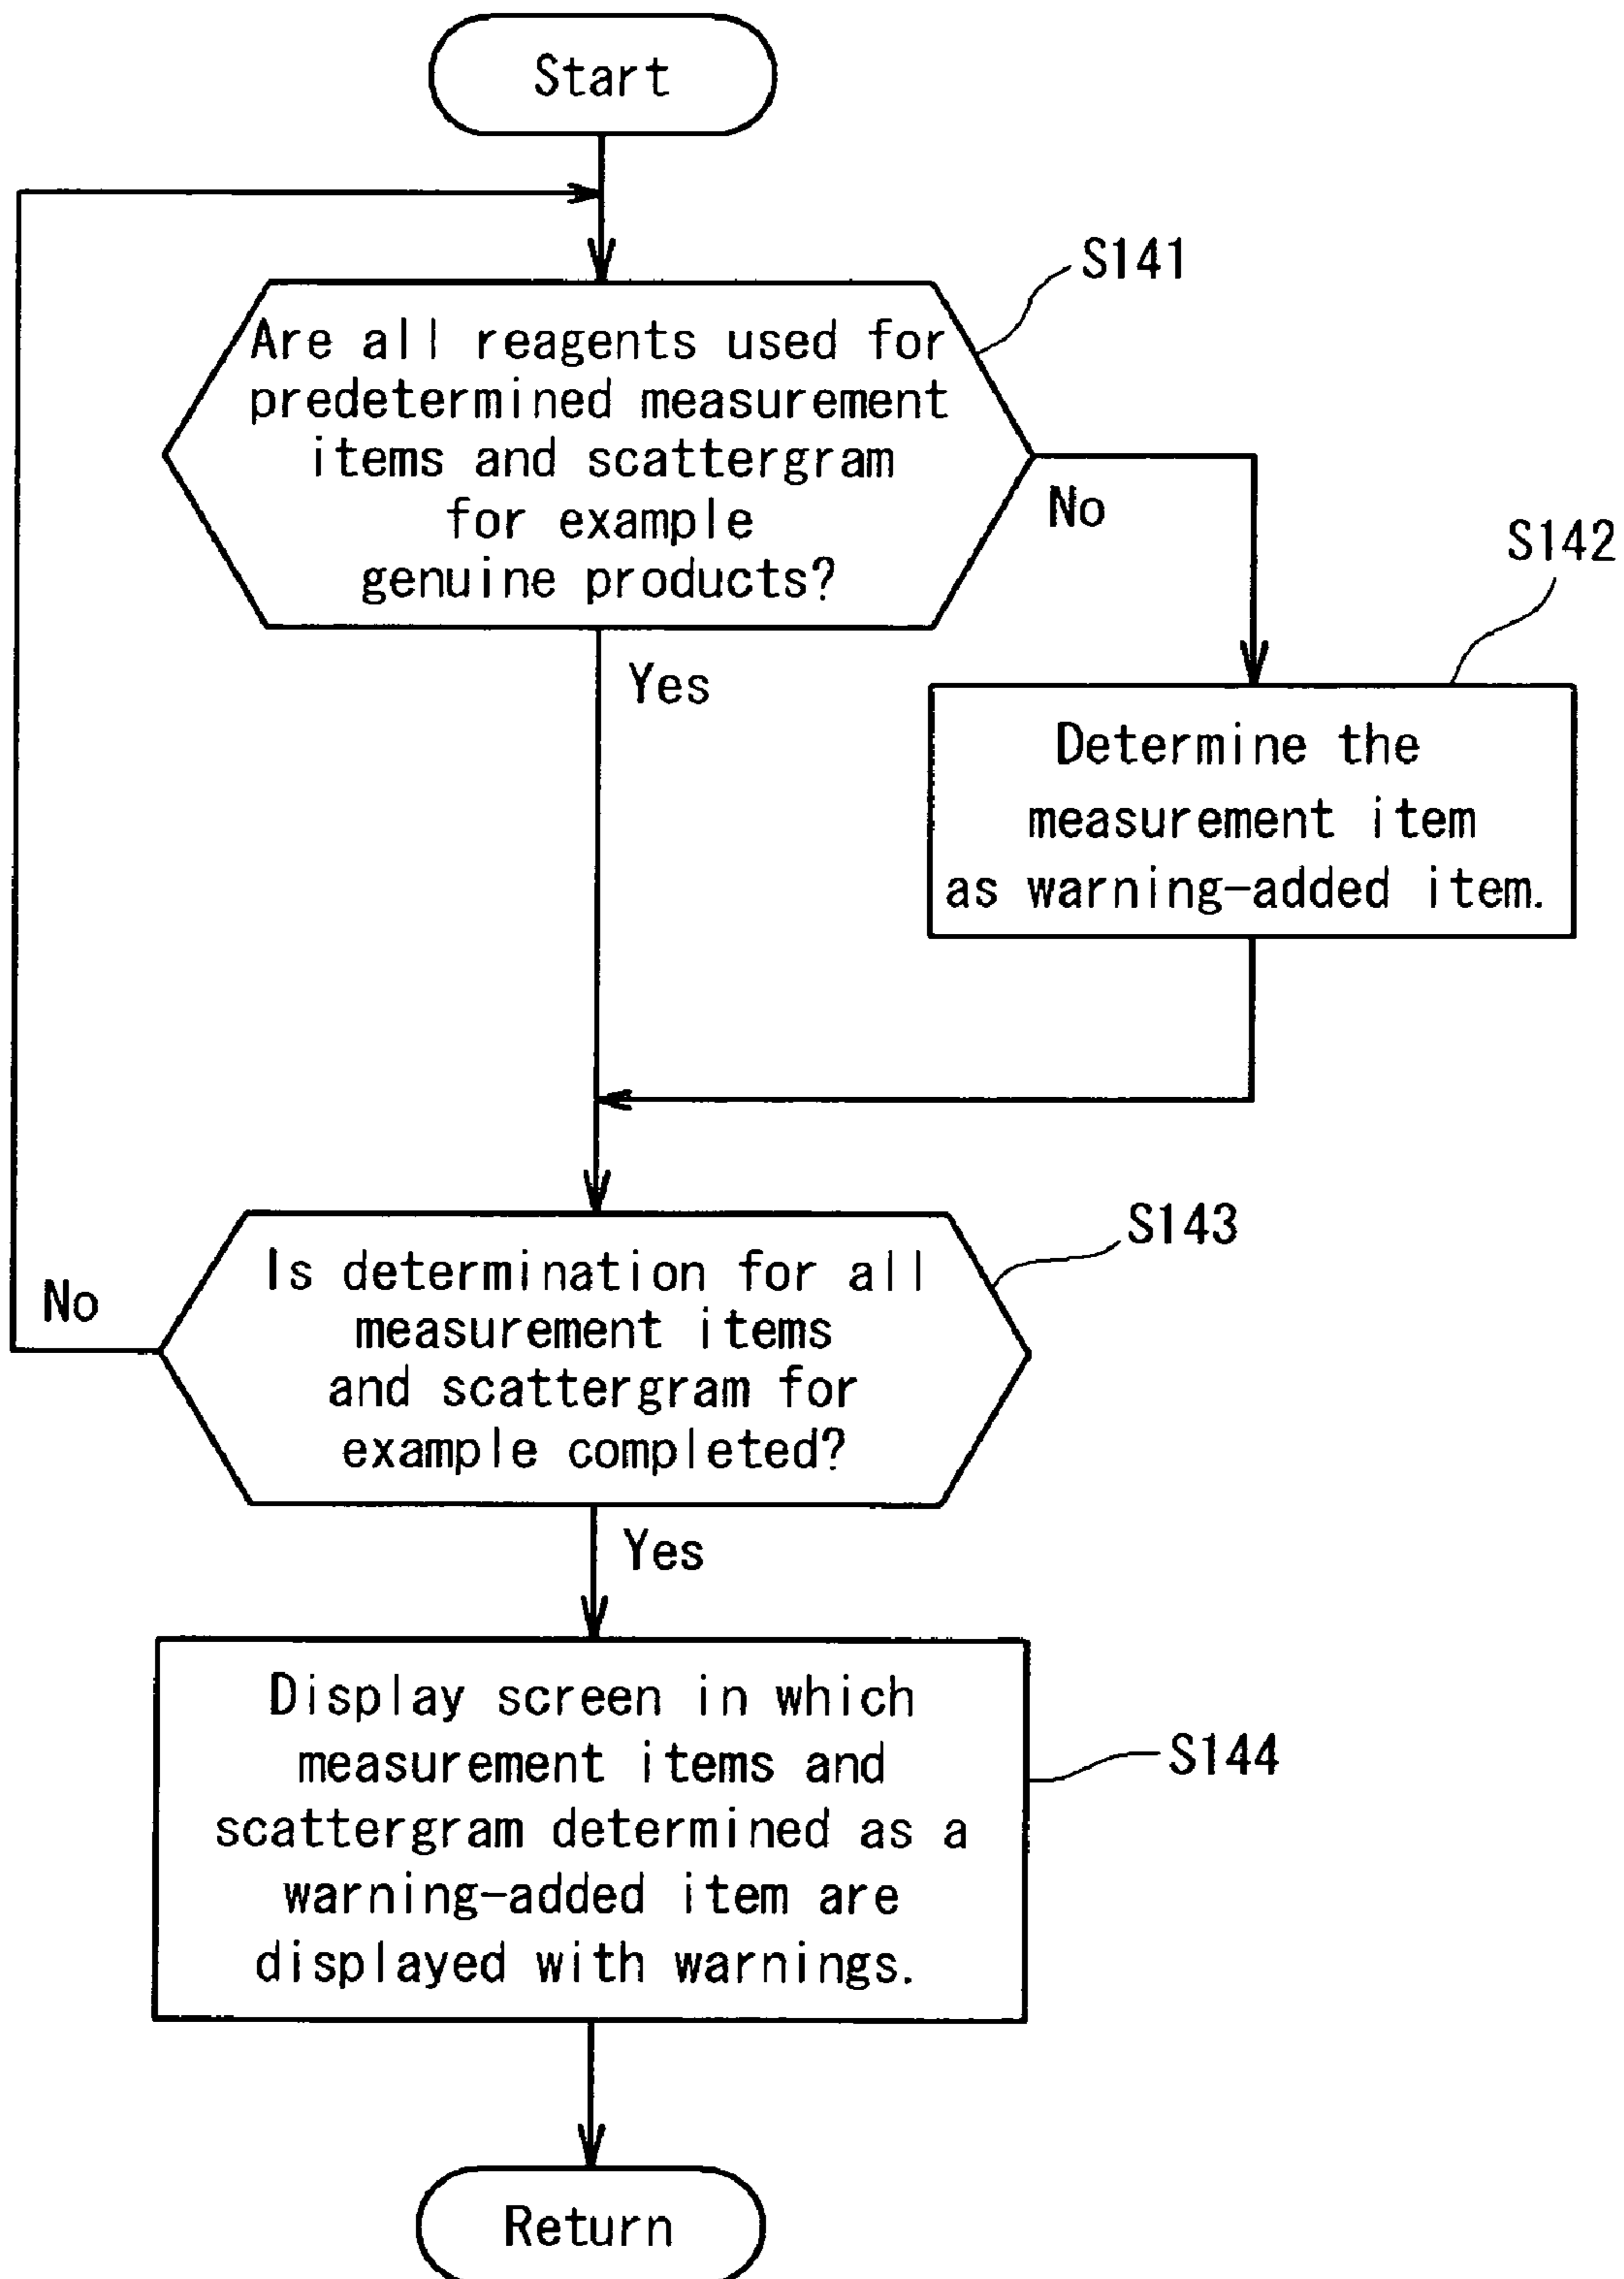 Start
S141
Are all reagents used for
predetermined measurement
items and scattergram
for example
genuine products?
No
S142
Yes
Determine the
measurement item
as warning-added item.
S143
Is determination for all
measurement items
and scattergram for
example completed?
No
Yes
Display screen in which
measurement items and
scattergram determined as a
warning-added item are
displayed with warnings.
S144
Return